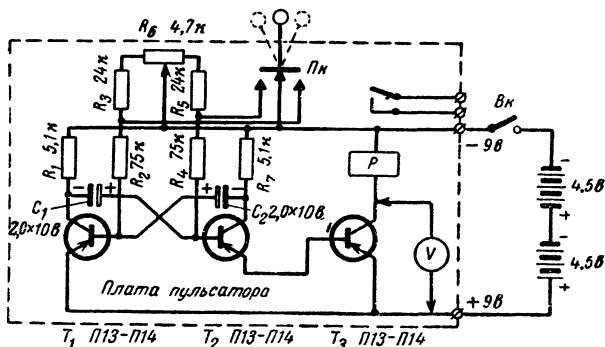 R6 4,7к
Пк
R3 24к
24к R5
Вк
R1 5,1к
R2 75к
75к R4
5,1к R7
Р
- 9в
-
4,5в
+
-
4,5в
+
- +
+ -
C1
2,0×10в
C2 2,0×10в
V
Плата пульсатора
+ 9в
T1 П13-П14
T2 П13-П14
T3 П13-П14